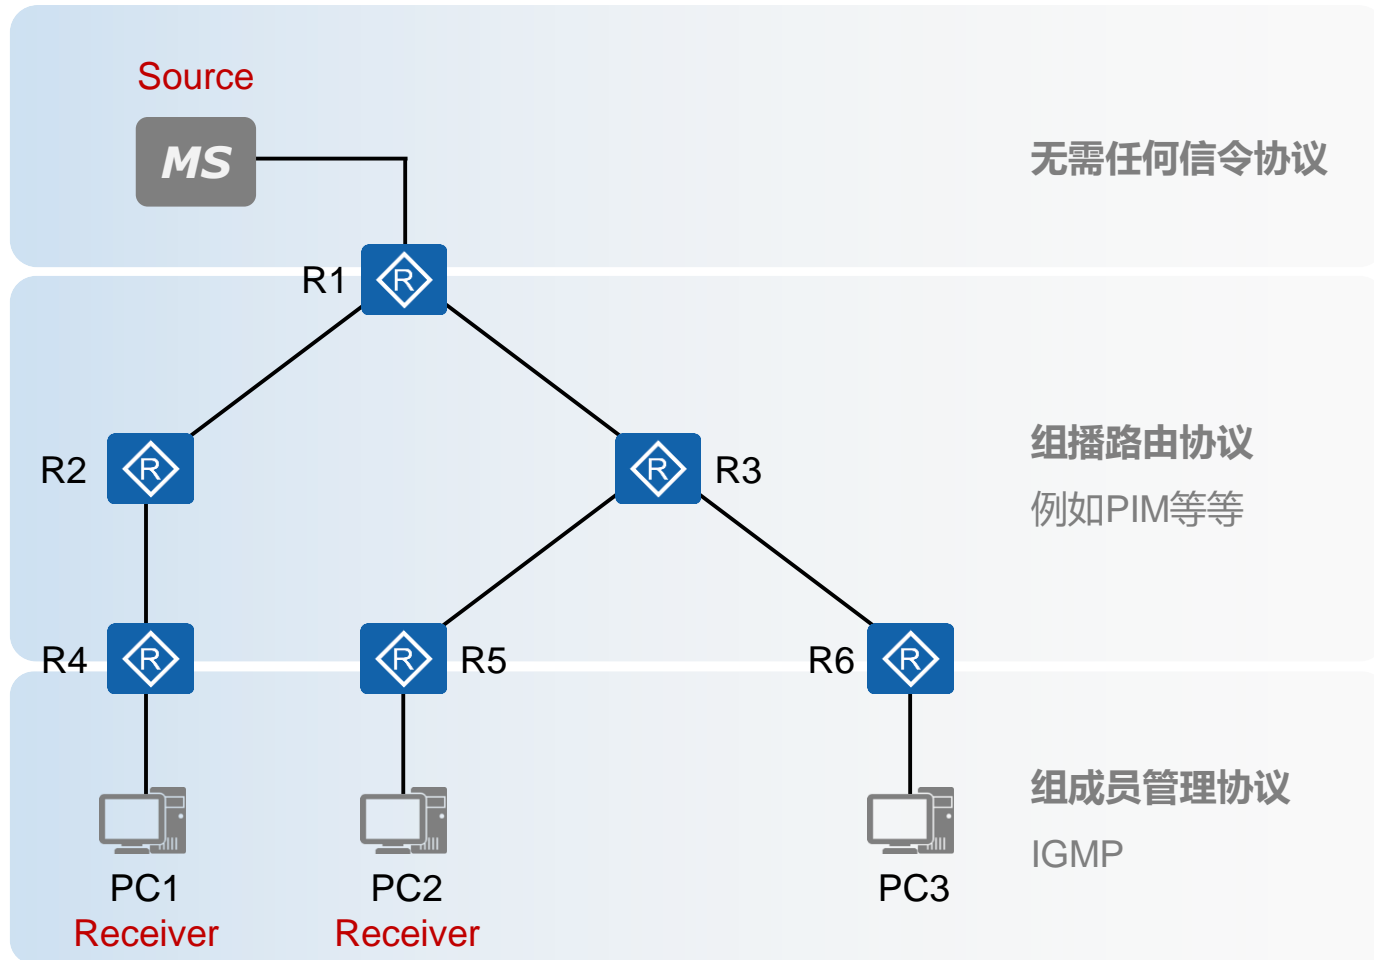 Source
MS
无需任何信令协议
R1
R
R2
R
R
R3
组播路由协议
例如PIM等等
R4
R
R
R5
R6
R
组成员管理协议
IGMP
PC1
PC2
PC3
Receiver
Receiver